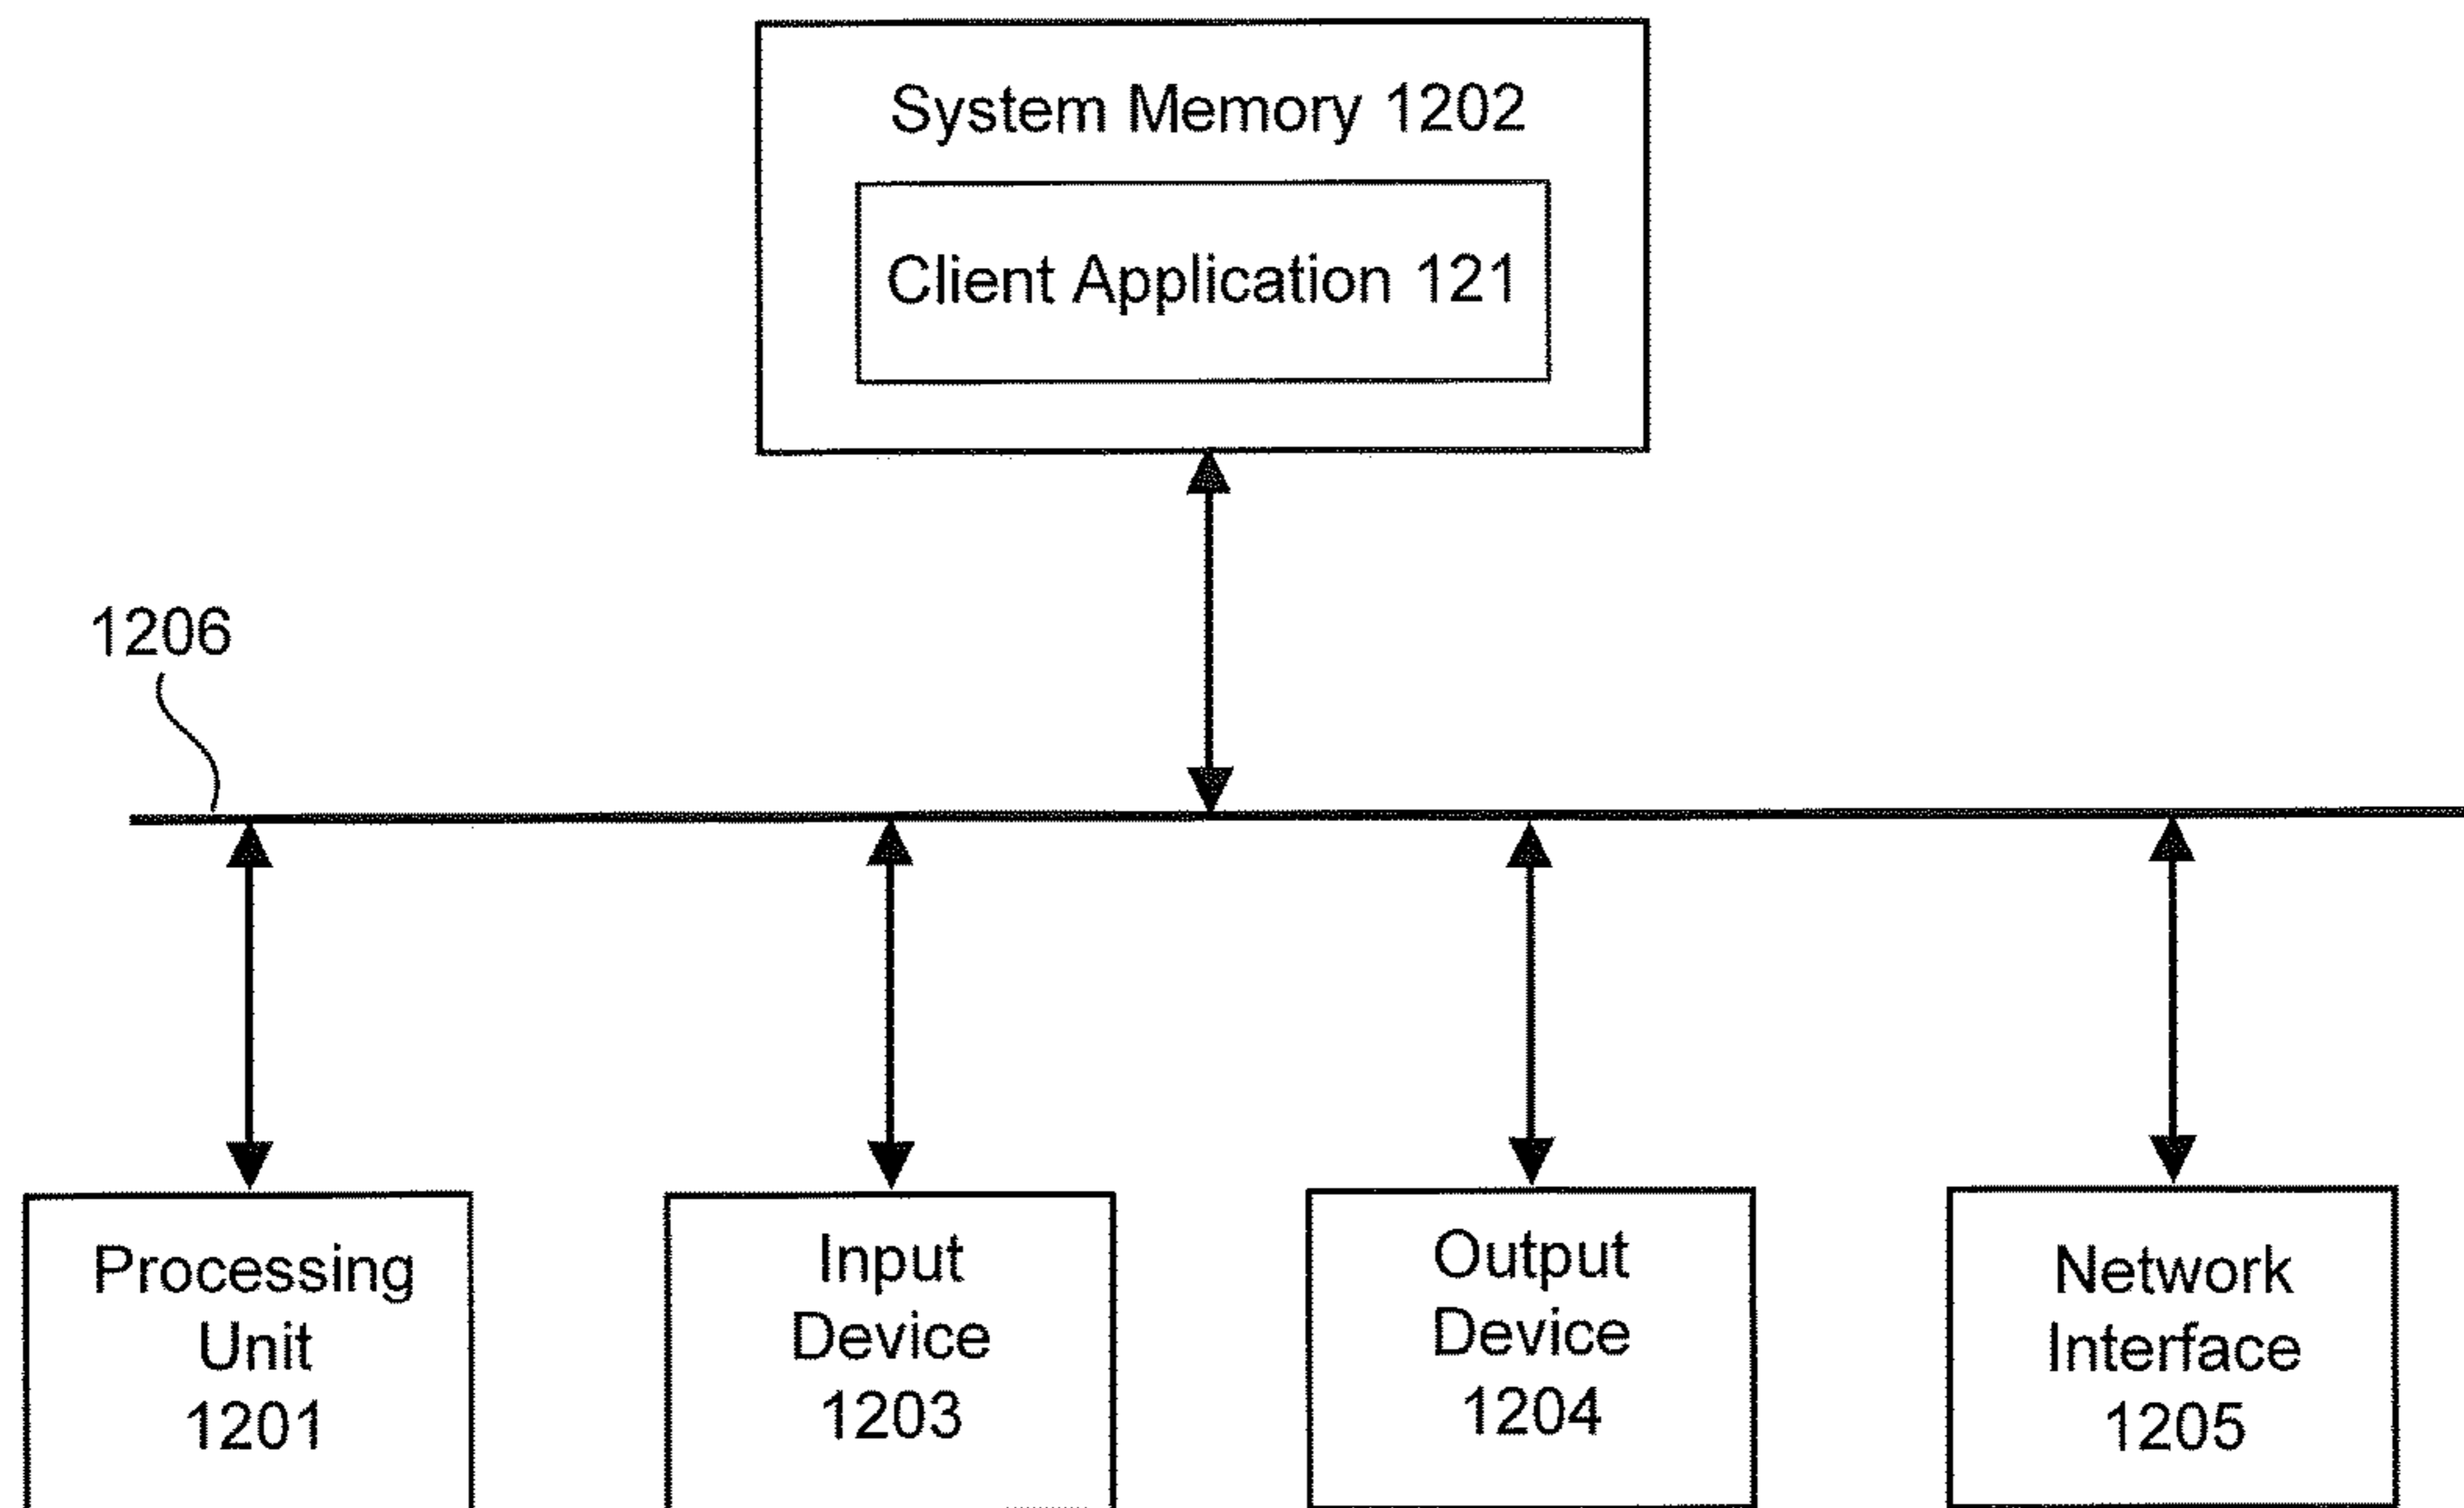 System Memory 1202
Client Application 121
1206
Processing
Unit
1201
Input
Device
1203
Output
Device
1204
Network
Interface
1205